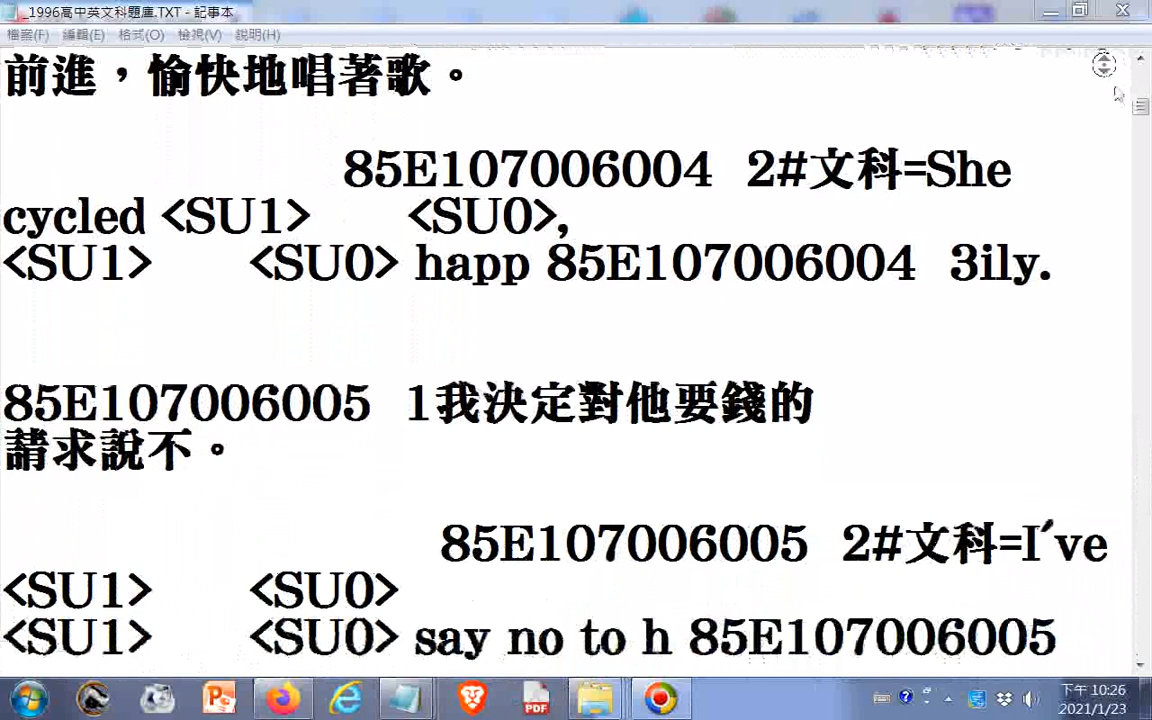 _1996高中英文科題庫.TXT - 記事本
檔案(F) 編輯(E) 格式(O) 檢視(V) 說明(H)
前進，愉快地唱著歌。
85E107006004 2#文科=She
cycled <SU1> <SU0>,
<SU1> <SU0> happ 85E107006004 3ily.
85E107006005 1我決定對他要錢的
請求說不。
85E107006005 2#文科=I've
<SU1> <SU0>
<SU1> <SU0> say no to h 85E107006005
PDF
下午 10:26
2021/1/23